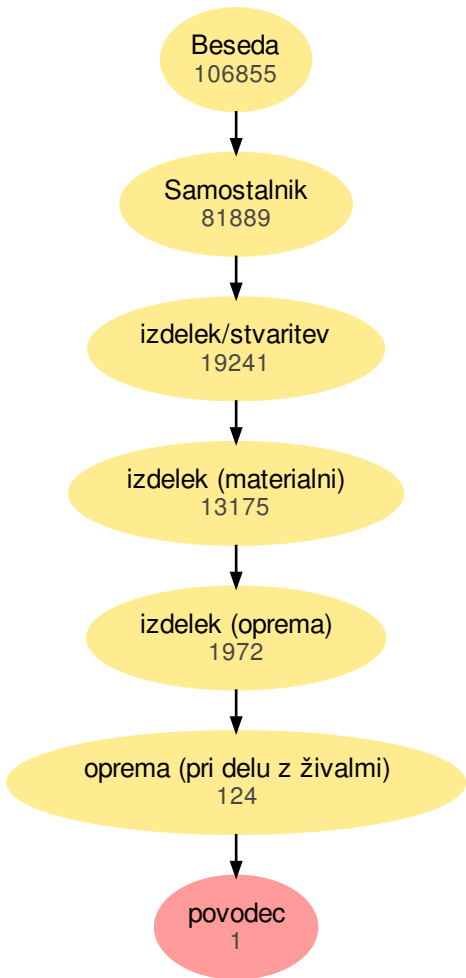 Beseda
106855
Samostalnik
81889
izdelek/stvaritev
19241
izdelek (materialni)
13175
izdelek (oprema)
1972
oprema (pri delu z živalmi)
124
povodec
1